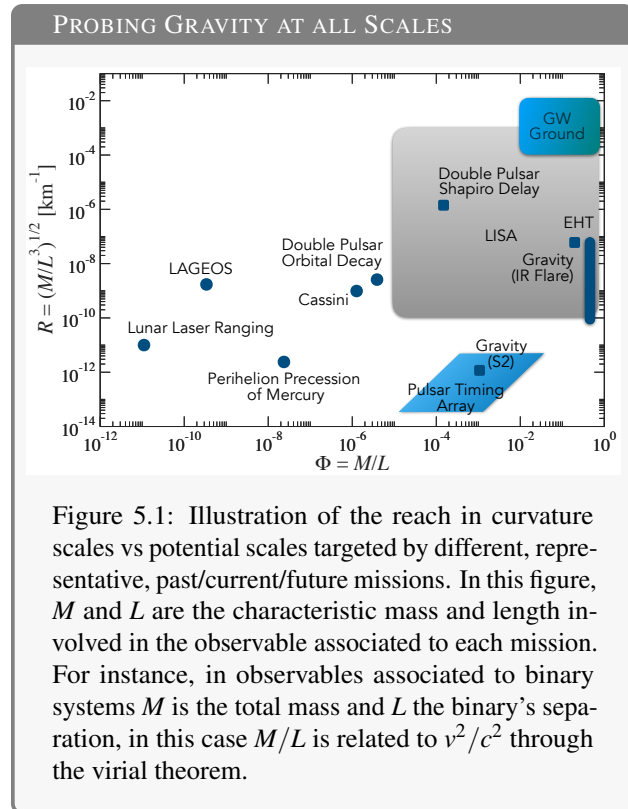 PROBING GRAVITY AT ALL SCALES
10⁻²
10⁻⁴
10⁻⁶
10⁻⁸
10⁻¹⁰
10⁻¹²
10⁻¹⁴
R = (M/L³)¹/² [km⁻¹]
GW
Ground
Double Pulsar
Shapiro Delay
EHT
LISA
Double Pulsar
Orbital Decay
Gravity
(IR Flare)
LAGEOS
Cassini
Lunar Laser Ranging
Gravity
(S2)
Perihelion Precession
of Mercury
Pulsar Timing
Array
10⁻¹² 10⁻¹⁰ 10⁻⁸ 10⁻⁶ 10⁻⁴ 10⁻² 10⁰
Φ = M/L
Figure 5.1: Illustration of the reach in curvature
scales vs potential scales targeted by different, repre-
sentative, past/current/future missions. In this figure,
M and L are the characteristic mass and length in-
volved in the observable associated to each mission.
For instance, in observables associated to binary
systems M is the total mass and L the binary's sepa-
ration, in this case M/L is related to v²/c² through
the virial theorem.